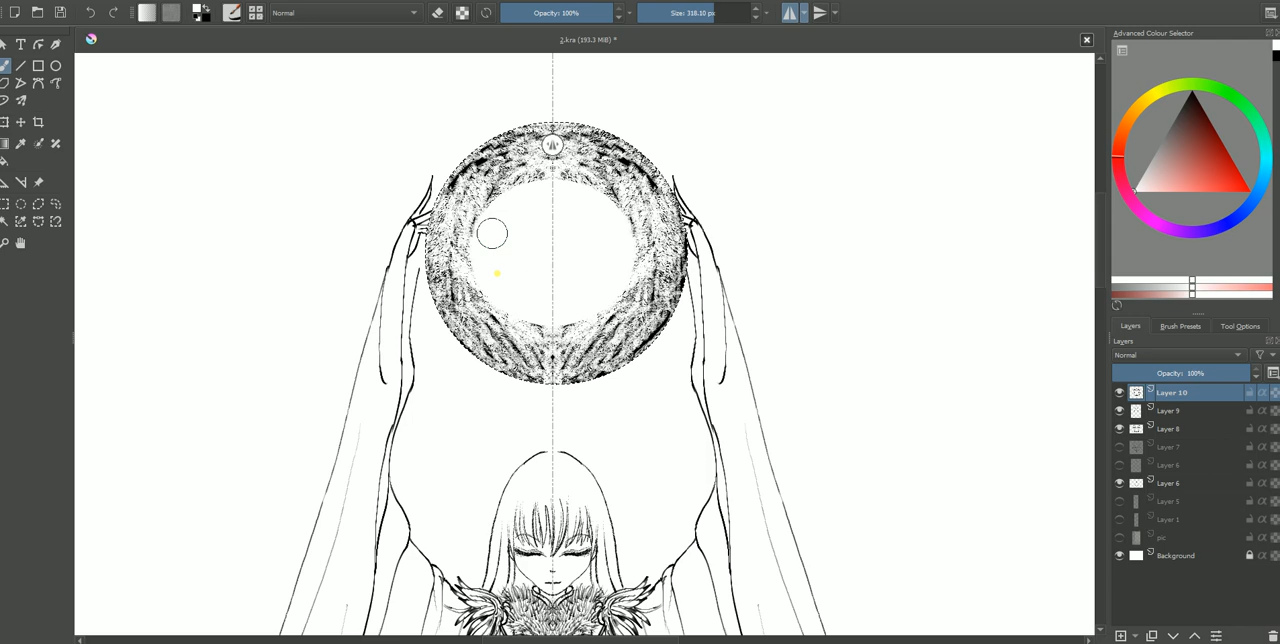 Normal
Opacity: 100%
Size: 318.10 px
2.kra (193.3 MiB) *
Advanced Colour Selector
Layers
Brush Presets
Tool Options
Layers
Normal
Opacity: 100%
Layer 10
Layer 9
Layer 8
Layer 7
Layer 6
Layer 6
Layer 5
Layer 1
pic
Background